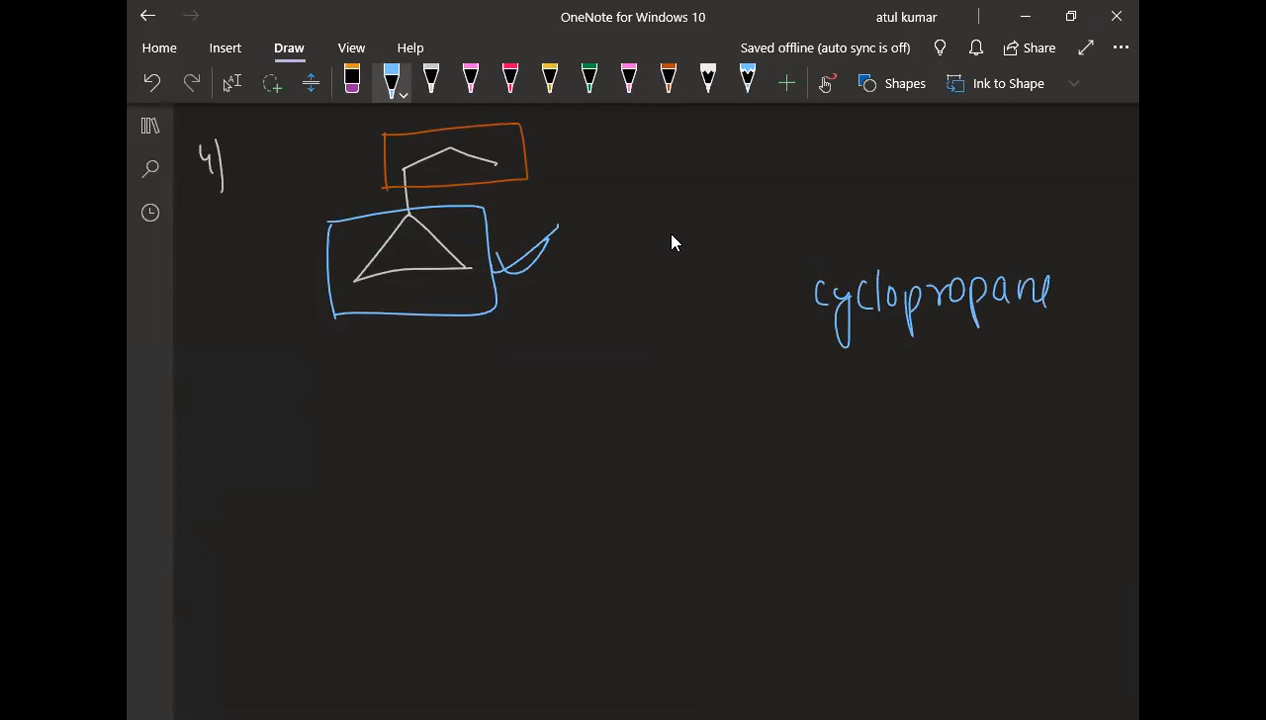 OneNote for Windows 10
atul kumar
Home Insert Draw View Help
Saved offline (auto sync is off)
Share
Shapes
Ink to Shape
4)
cyclopropane